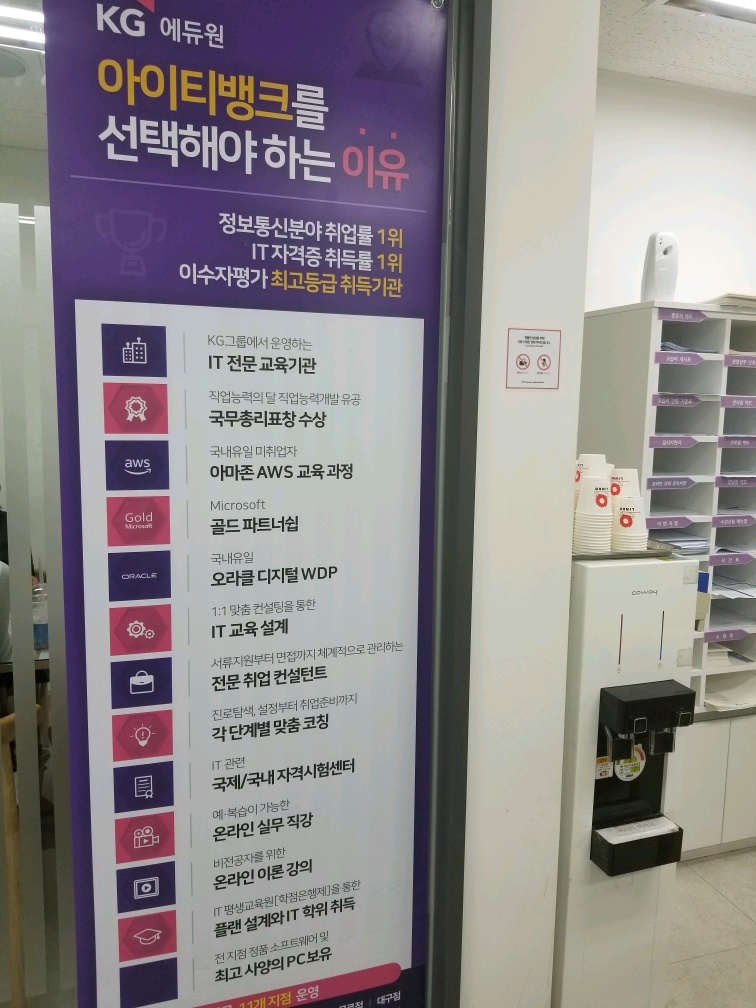 KG 에듀원
아이티뱅크를
선택해야 하는 이유
정보통신분야 취업률 1위
IT 자격증 취득률 1위
이수자평가 최고등급 취득기관
KG그룹에서 운영하는
IT 전문 교육기관
직업능력의 달 직업능력개발 유공
국무총리표창 수상
aws
국내유일 미취업자
아마존 AWS 교육 과정
Gold
Microsoft
Microsoft
골드 파트너쉽
ORACLE
국내유일
오라클 디지털 WDP
1:1 맞춤 컨설팅을 통한
IT 교육 설계
서류지원부터 면접까지 체계적으로 관리하는
전문 취업 컨설턴트
진로탐색, 설정부터 취업준비까지
각 단계별 맞춤 코칭
IT 관련
국제/국내 자격시험센터
예·복습이 가능한
온라인 실무 직강
비전공자를 위한
온라인 이론 강의
IT 평생교육원[학점은행제]을 통한
플랜 설계와 IT 학위 취득
전 지점 정품 소프트웨어 및
최고 사양의 PC보유
11개 지점 운영
대구점
coway